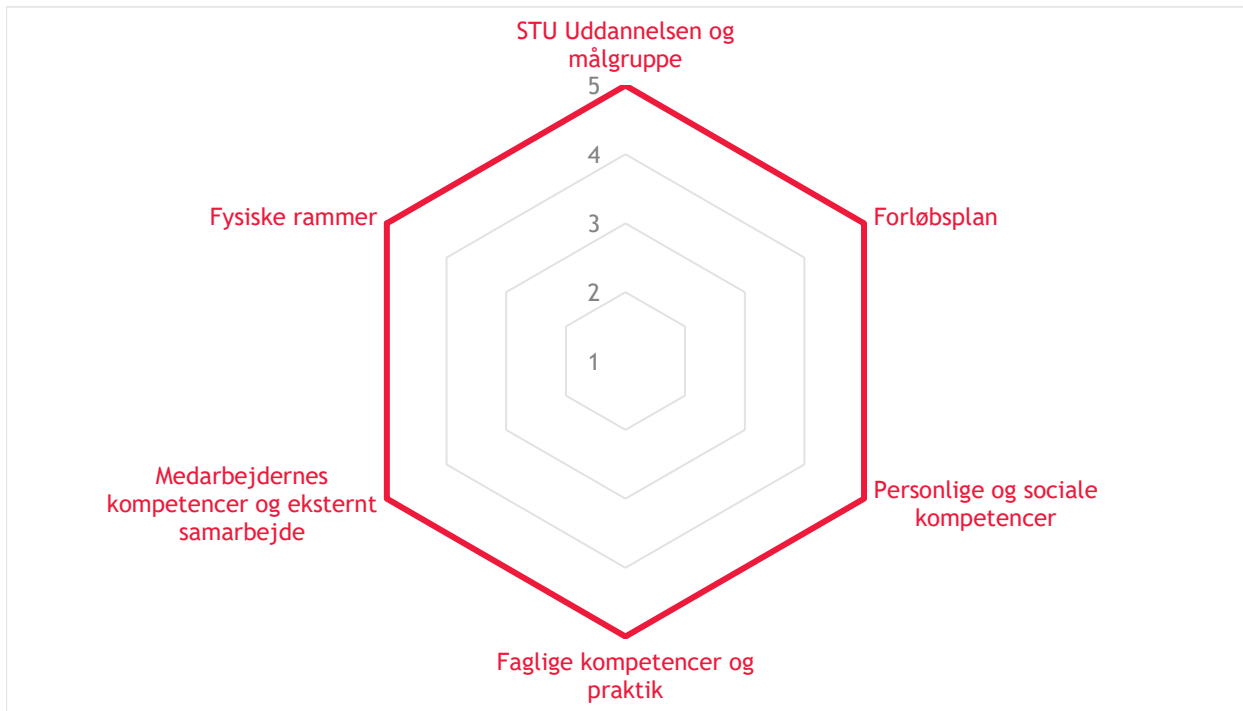 STU Uddannelsen og
målgruppe
5
4
3
2
1
Fysiske rammer
Forløbsplan
Medarbejdernes
kompetencer og eksternt
samarbejde
Personlige og sociale
kompetencer
Faglige kompetencer og
praktik